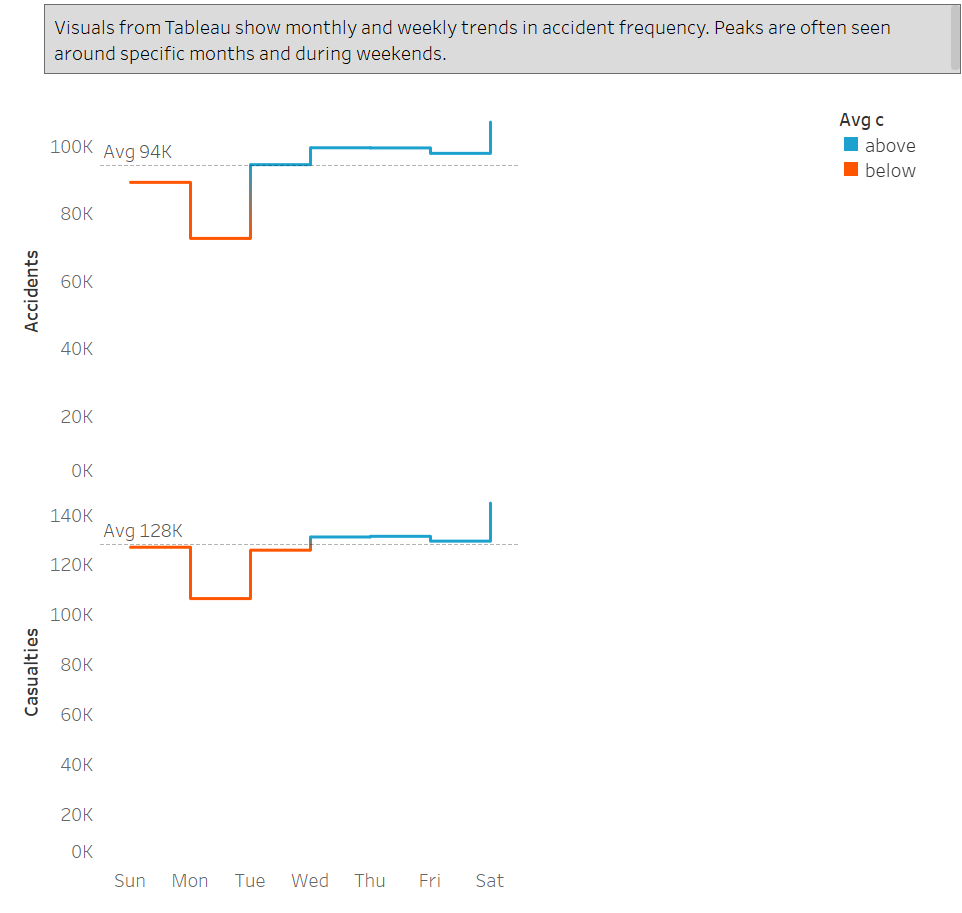 Visuals from Tableau show monthly and weekly trends in accident frequency. Peaks are often seen
around specific months and during weekends.
Avg c
above
below
Accidents
100K
Avg 94K
80K
60K
40K
20K
0K
Casualties
140K
Avg 128K
120K
100K
80K
60K
40K
20K
0K
Sun Mon Tue Wed Thu Fri Sat